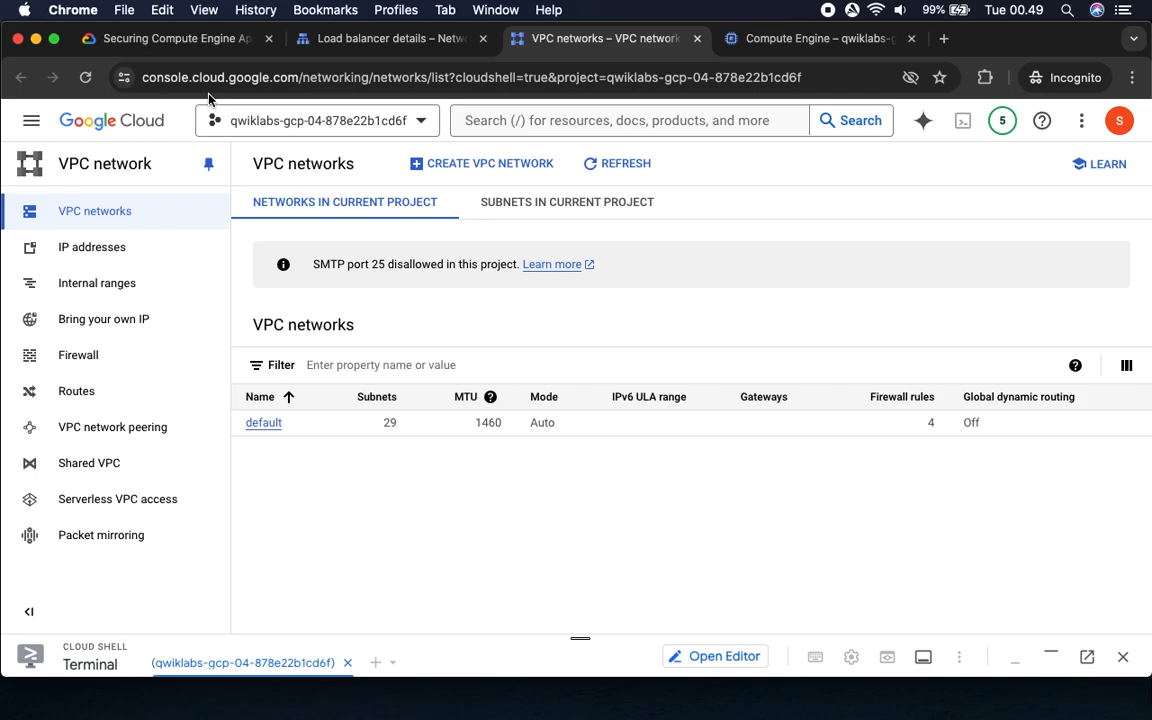 Chrome File Edit View History Bookmarks Profiles Tab Window Help 99% Tue 00.49
Securing Compute Engine Ap Load balancer details – Netw VPC networks – VPC network Compute Engine – qwiklabs-
console.cloud.google.com/networking/networks/list?cloudshell=true&project=qwiklabs-gcp-04-878e22b1cd6f Incognito
Google Cloud qwiklabs-gcp-04-878e22b1cd6f Search (/) for resources, docs, products, and more Search 5 S
VPC network VPC networks CREATE VPC NETWORK REFRESH LEARN
VPC networks
IP addresses
Internal ranges
Bring your own IP
Firewall
Routes
VPC network peering
Shared VPC
Serverless VPC access
Packet mirroring
NETWORKS IN CURRENT PROJECT SUBNETS IN CURRENT PROJECT
SMTP port 25 disallowed in this project. Learn more
VPC networks
Filter Enter property name or value
Name Subnets MTU Mode IPv6 ULA range Gateways Firewall rules Global dynamic routing
default 29 1460 Auto 4 Off
CLOUD SHELL
Terminal (qwiklabs-gcp-04-878e22b1cd6f) Open Editor